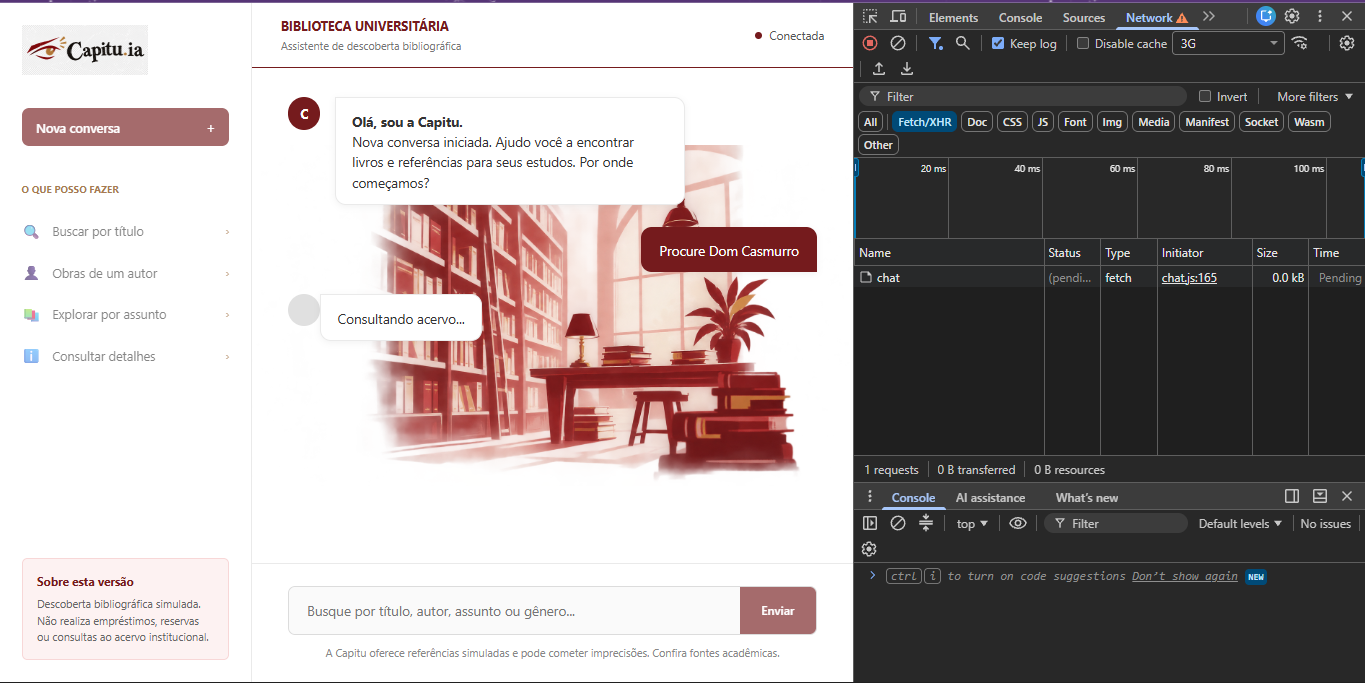 Capitu.ia
Nova conversa +
O QUE POSSO FAZER
Buscar por título ›
Obras de um autor ›
Explorar por assunto ›
Consultar detalhes ›
Sobre esta versão
Descoberta bibliográfica simulada.
Não realiza empréstimos, reservas
ou consultas ao acervo institucional.
BIBLIOTECA UNIVERSITÁRIA
Assistente de descoberta bibliográfica
Conectada
C
Olá, sou a Capitu.
Nova conversa iniciada. Ajudo você a encontrar
livros e referências para seus estudos. Por onde
começamos?
Procure Dom Casmurro
Consultando acervo...
Busque por título, autor, assunto ou gênero...
Enviar
A Capitu oferece referências simuladas e pode cometer imprecisões. Confira fontes acadêmicas.
Elements Console Sources Network
Keep log Disable cache 3G
Filter Invert More filters
All Fetch/XHR Doc CSS JS Font Img Media Manifest Socket Wasm
Other
20 ms 40 ms 60 ms 80 ms 100 ms
Name Status Type Initiator Size Time
chat (pendi... fetch chat.js:165 0.0 kB Pending
1 requests 0 B transferred 0 B resources
Console AI assistance What's new
top Filter Default levels No issues
ctrl i to turn on code suggestions Don't show again NEW